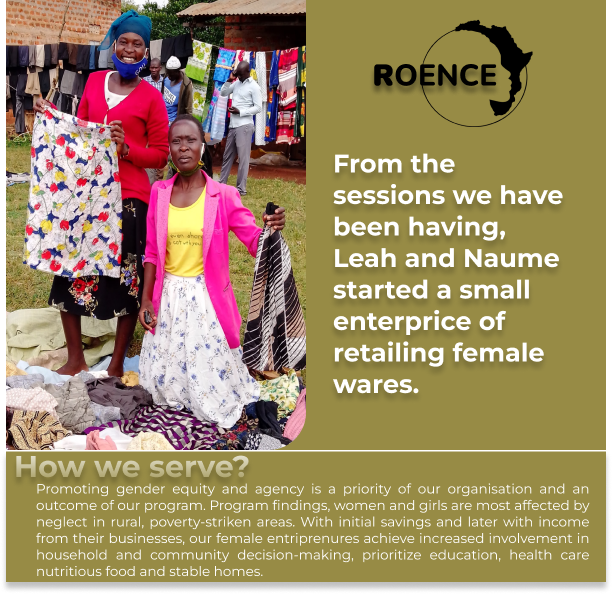 ROENCE
From the
sessions we have
been having,
Leah and Naume
started a small
enterprice of
retailing female
wares.
How we serve?
Promoting gender equity and agency is a priority of our organisation and an
outcome of our program. Program findings, women and girls are most affected by
neglect in rural, poverty-striken areas. With initial savings and later with income
from their businesses, our female entriprenures achieve increased involvement in
household and community decision-making, prioritize education, health care
nutritious food and stable homes.